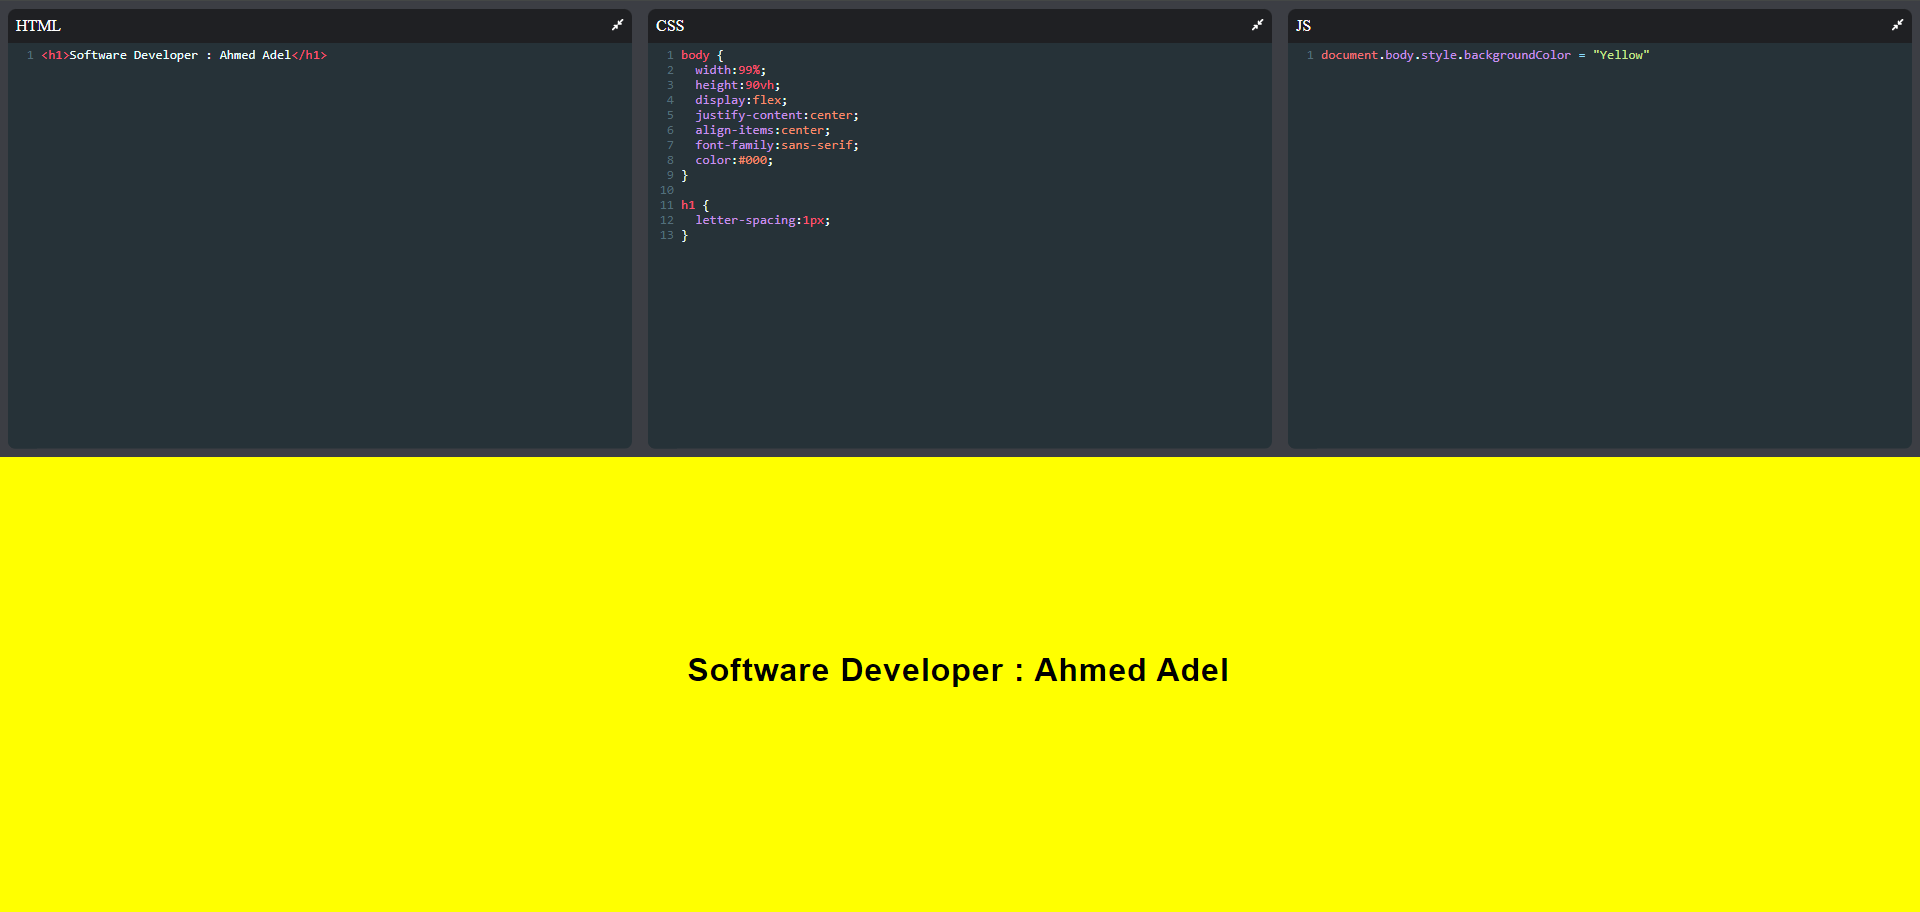 HTML
1 <h1>Software Developer : Ahmed Adel</h1>
CSS
1 body {
2   width:99%;
3   height:90vh;
4   display:flex;
5   justify-content:center;
6   align-items:center;
7   font-family:sans-serif;
8   color:#000;
9 }
10
11 h1 {
12   letter-spacing:1px;
13 }
JS
1 document.body.style.backgroundColor = "Yellow"
Software Developer : Ahmed Adel